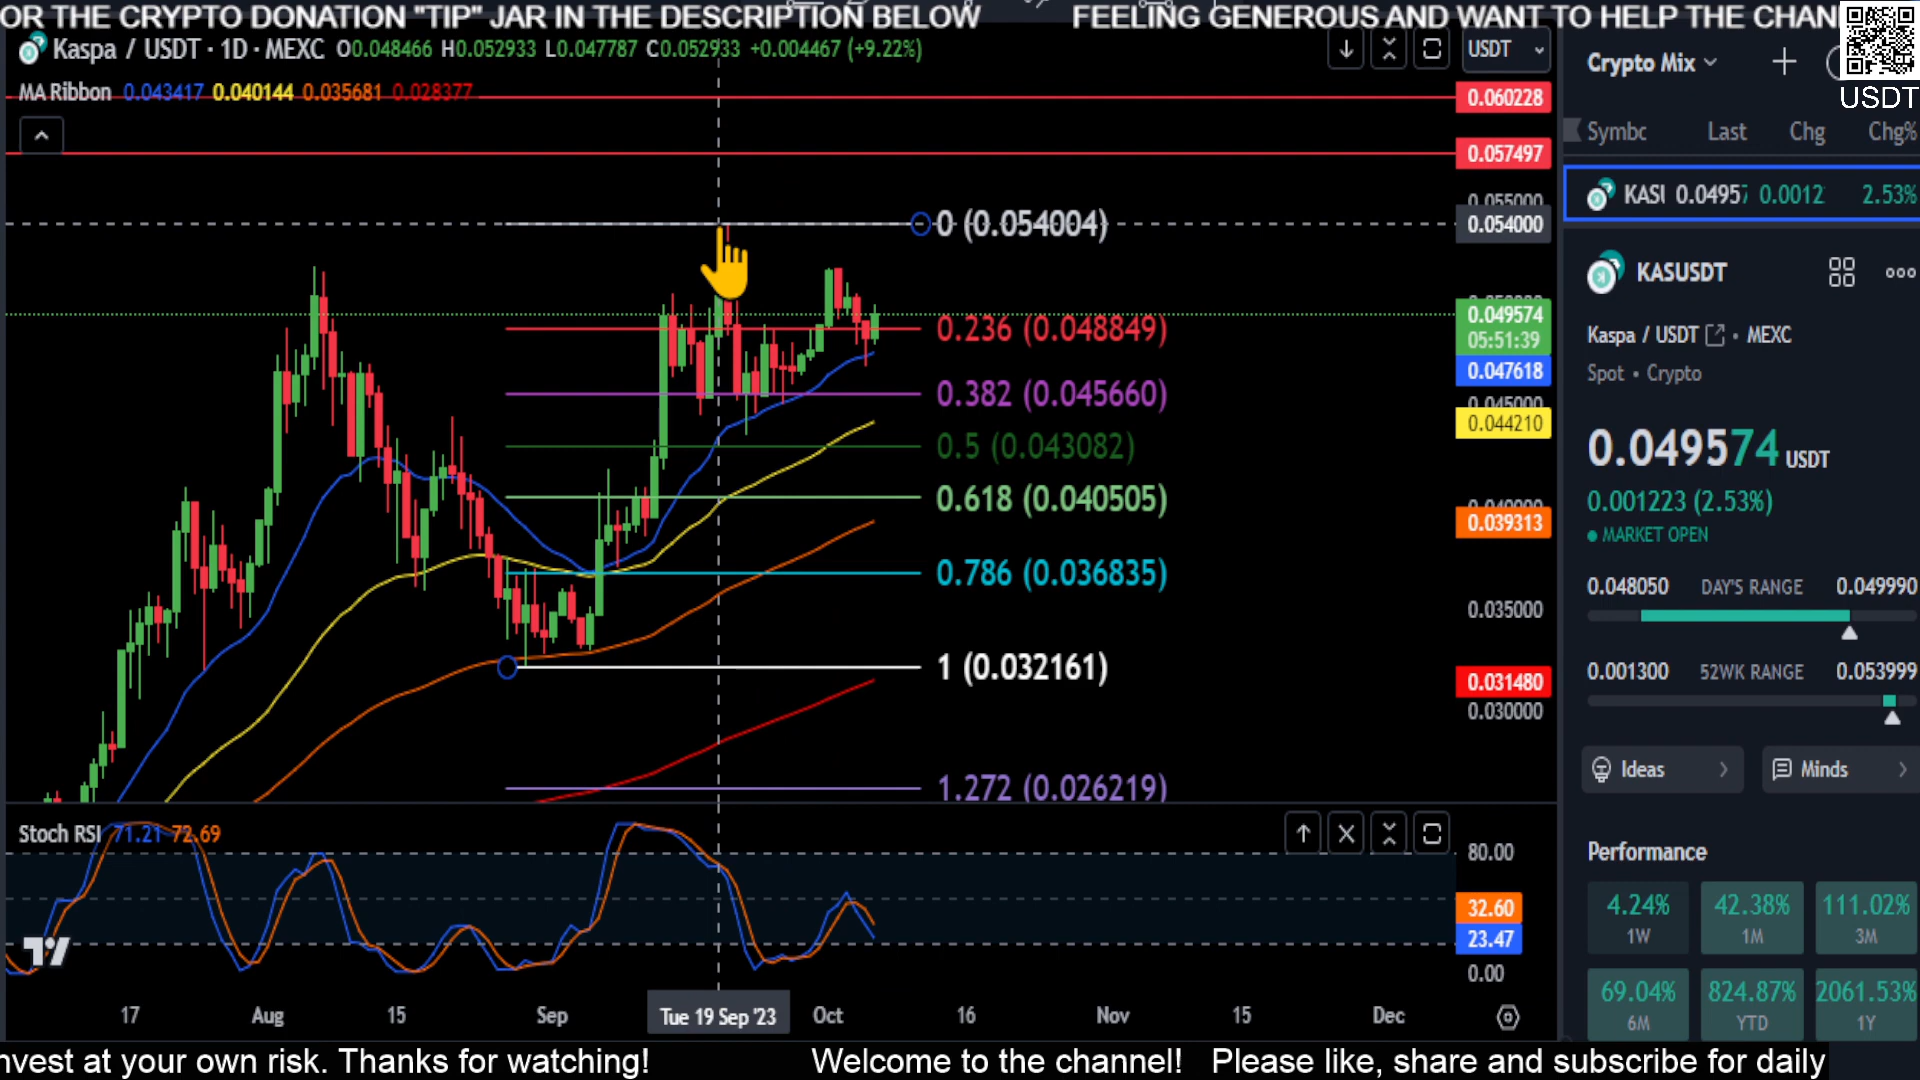 OR THE CRYPTO DONATION "TIP" JAR IN THE DESCRIPTION BELOW FEELING GENEROUS AND WANT TO HELP THE CHAN
Kaspa / USDT · 1D · MEXC O0.048466 H0.052933 L0.047787 C0.052933 +0.004467 (+9.22%)
USDT
Crypto Mix
USDT
MA Ribbon 0.043417 0.040144 0.035681 0.028377
0.060228
Last Chg Chg%
0.057497
KASU 0.04957 0.0012 2.53%
0.055000
0 (0.054004)
0.054000
KASUSDT
0.236 (0.048849)
0.049574
05:51:39
Kaspa / USDT · MEXC
0.047618
Spot • Crypto
0.382 (0.045660)
0.045000
0.044210
0.5 (0.043082)
0.049574 USDT
0.618 (0.040505)
0.001223 (2.53%)
0.039313
MARKET OPEN
0.786 (0.036835)
0.048050 DAY'S RANGE 0.049990
0.035000
1 (0.032161)
0.001300 52WK RANGE 0.053999
0.031480
0.030000
1.272 (0.026219)
Ideas Minds
Stoch RSI 71.21 72.69
80.00
Performance
32.60
23.47
0.00
4.24% 42.38% 111.02%
1W 1M 3M
69.04% 824.87% 2061.53%
6M YTD 1Y
17 Aug 15 Sep Tue 19 Sep '23 Oct 16 Nov 15 Dec
nvest at your own risk. Thanks for watching! Welcome to the channel! Please like, share and subscribe for daily